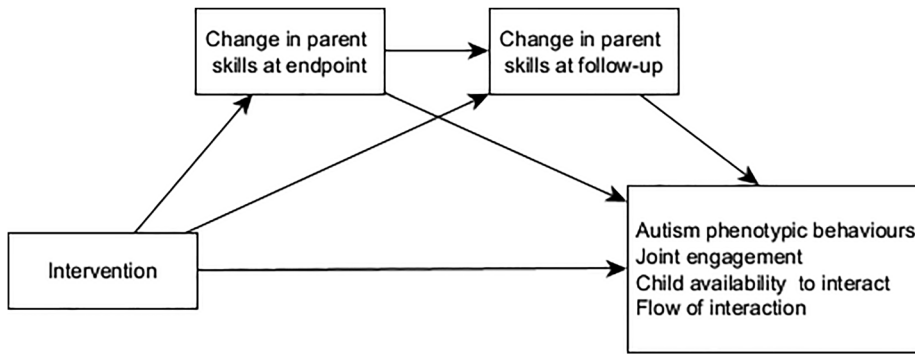 Change in parent
skills at endpoint
Change in parent
skills at follow-up
Intervention
Autism phenotypic behaviours
Joint engagement
Child availability to interact
Flow of interaction